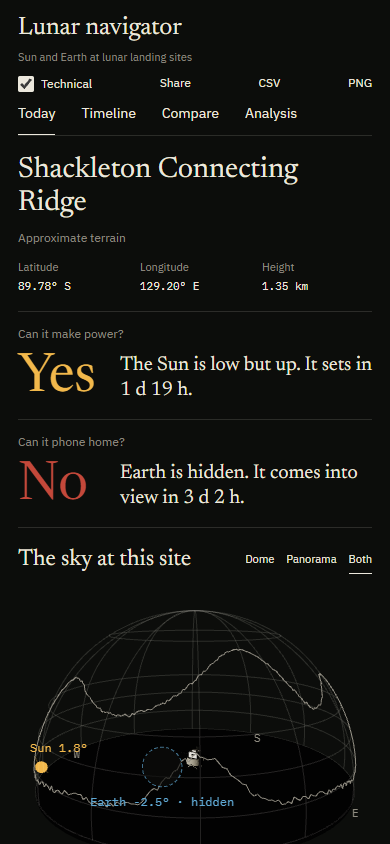 Lunar navigator
Sun and Earth at lunar landing sites
Technical Share CSV PNG
Today Timeline Compare Analysis
Shackleton Connecting
Ridge
Approximate terrain
Latitude Longitude Height
89.78° S 129.20° E 1.35 km
Can it make power?
Yes
The Sun is low but up. It sets in
1 d 19 h.
Can it phone home?
No
Earth is hidden. It comes into
view in 3 d 2 h.
The sky at this site Dome Panorama Both
S
Sun 1.8°
W
Earth -2.5° · hidden
E